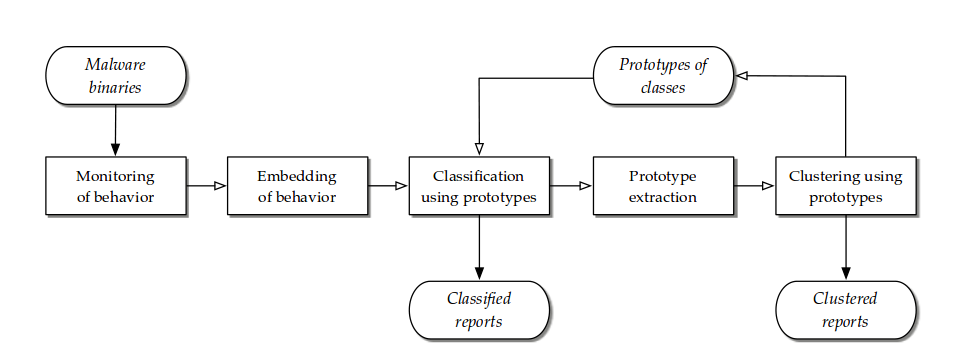 Malware
binaries
Prototypes of
classes
Monitoring
of behavior
Embedding
of behavior
Classification
using prototypes
Prototype
extraction
Clustering using
prototypes
Classified
reports
Clustered
reports